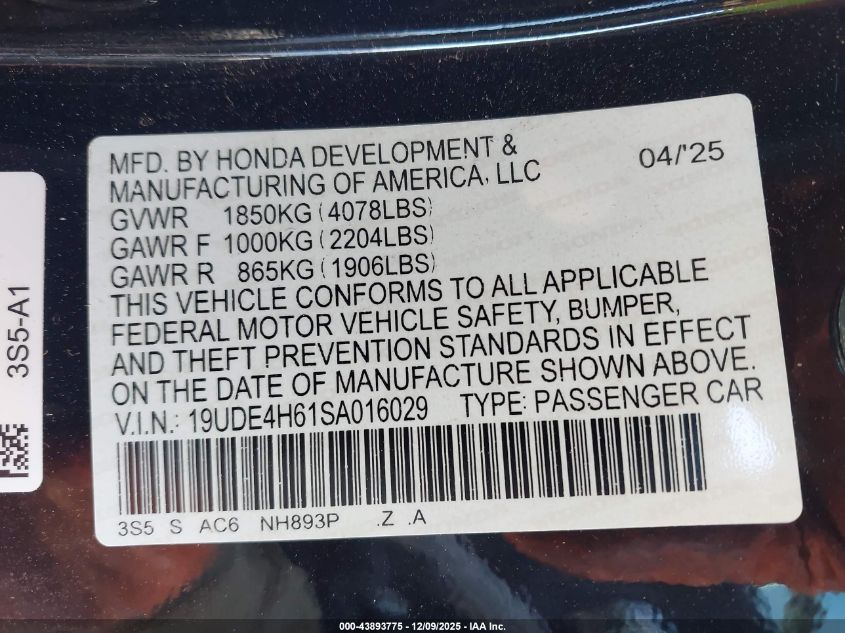 MFD. BY HONDA DEVELOPMENT &
MANUFACTURING OF AMERICA, LLC
04/'25
GVWR 1850KG (4078LBS)
GAWR F 1000KG (2204LBS)
GAWR R 865KG (1906LBS)
THIS VEHICLE CONFORMS TO ALL APPLICABLE
FEDERAL MOTOR VEHICLE SAFETY, BUMPER,
AND THEFT PREVENTION STANDARDS IN EFFECT
ON THE DATE OF MANUFACTURE SHOWN ABOVE.
V.I.N.: 19UDE4H61SA016029 TYPE: PASSENGER CAR
3S5 S AC6 NH893P .Z .A
3S5-A1
000-43893775 - 12/09/2025 - IAA Inc.